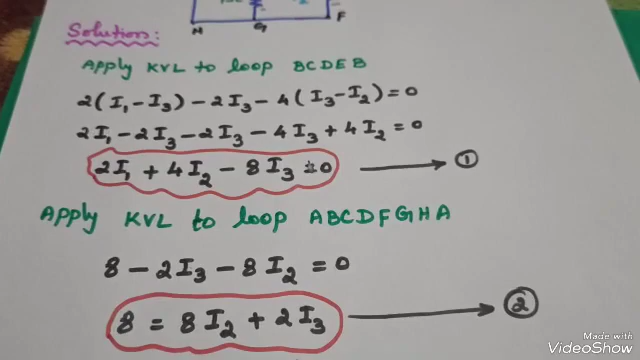 H G F
Solution:
Apply KVL to loop BCDEB
2(I₁-I₃) - 2I₃ - 4(I₃-I₂) = 0
2I₁ - 2I₃ - 2I₃ - 4I₃ + 4I₂ = 0
2I₁ + 4I₂ - 8I₃ = 0 → ①
Apply KVL to loop ABCDFGHA
8 - 2I₃ - 8I₂ = 0
8 = 8I₂ + 2I₃ → ②
Made with
VideoShow